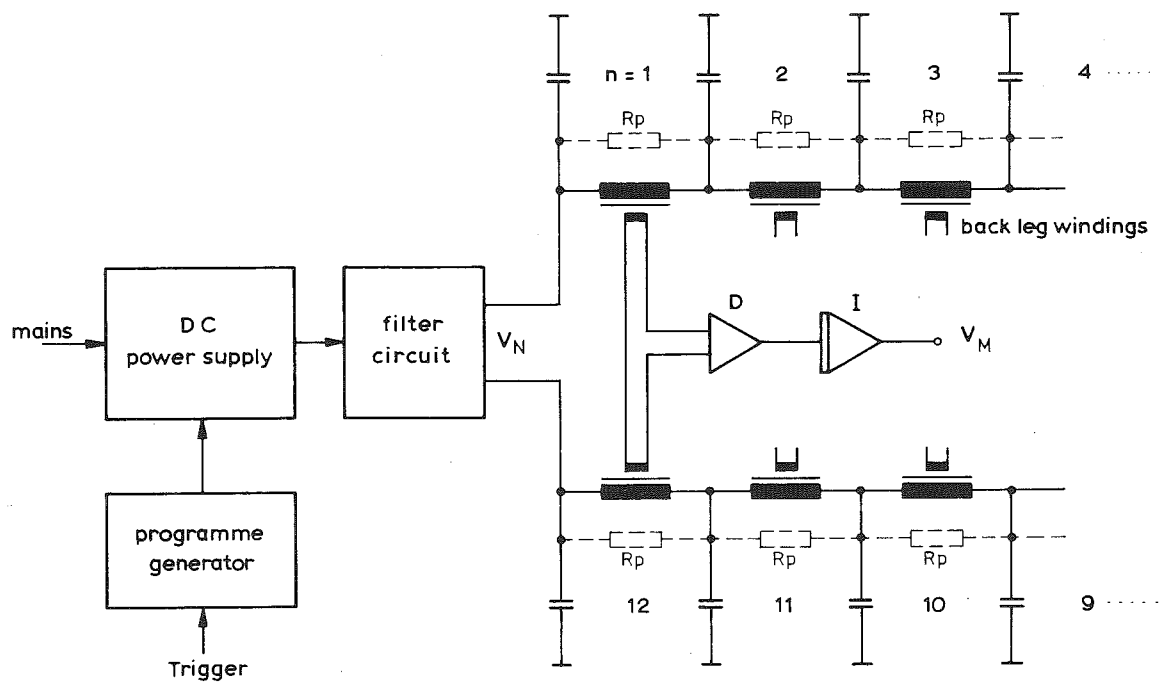 n = 1
2
3
4 .....
Rp
Rp
Rp
back leg windings
mains
DC
power supply
filter
circuit
V_N
D
I
V_M
programme
generator
Trigger
Rp
Rp
Rp
12
11
10
9 .....